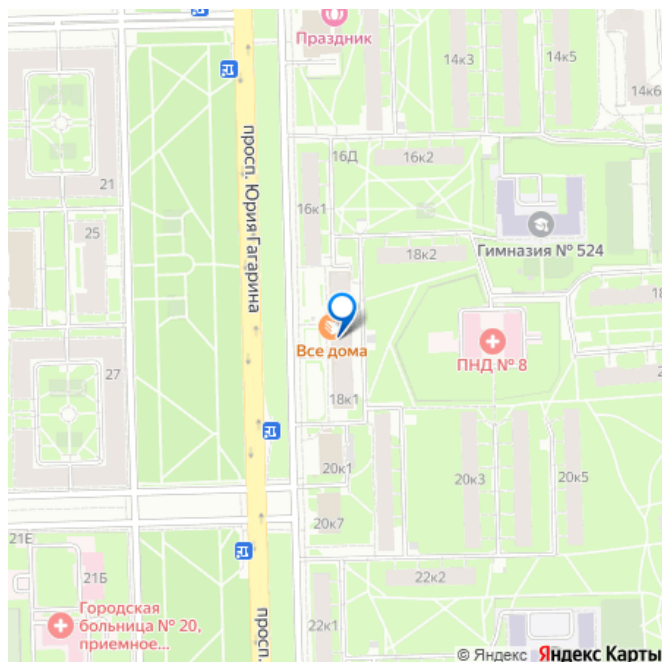 Праздник
14к3
14к5
14к6
просп. Юрия Гагарина
16Д
16к2
21
16к1
25
Гимназия № 524
18к2
Все дома
ПНД № 8
27
18к1
20к1
20к3
20к5
20к7
21Е
21Б
22к2
Городская
больница № 20,
приемное...
просп.
22к1
© Яндекс Яндекс Карты